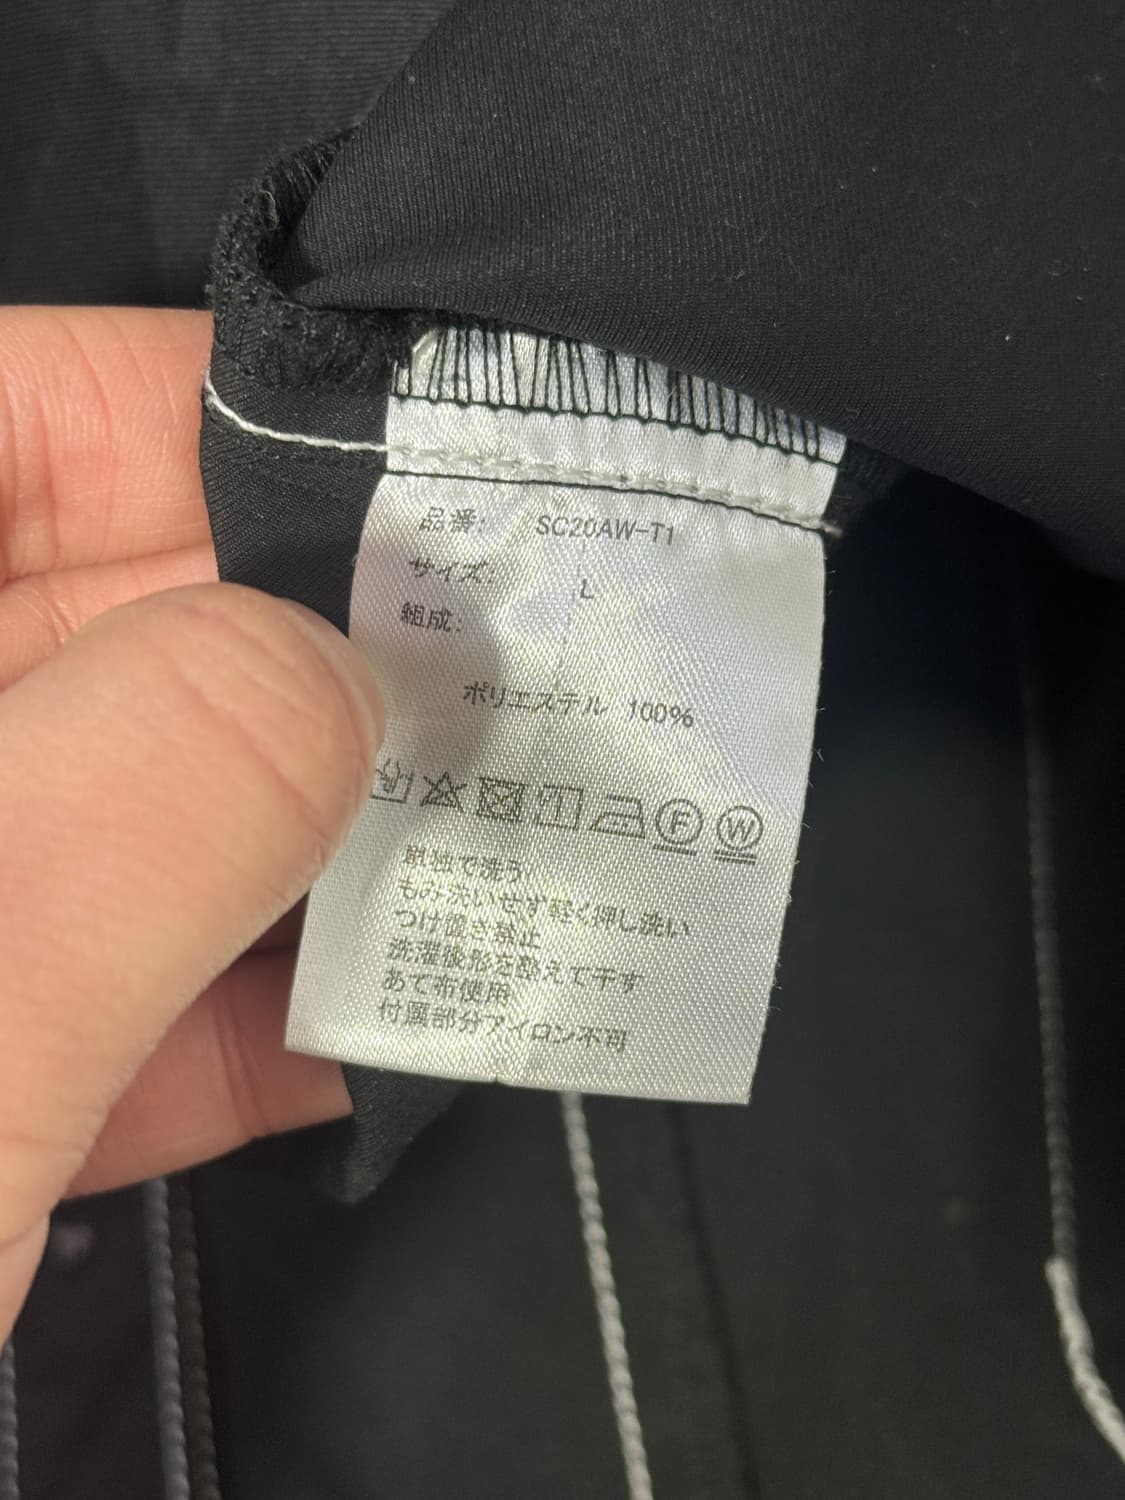 品番: SC20AW-T1
サイズ: L
組成:
ポリエステル 100%
F W
単独で洗う
もみ洗いせず軽く押し洗い
つけ置き禁止
洗濯後形を整えて干す
あて布使用
付属部分アイロン不可